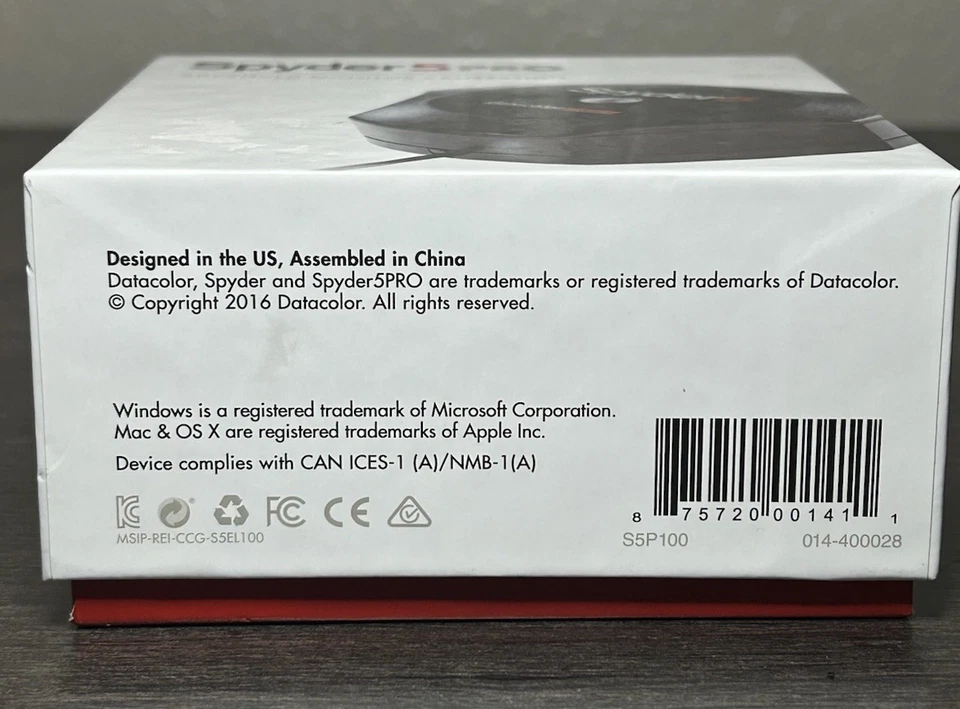 Spyder5PRO
Designed in the US, Assembled in China
Datacolor, Spyder and Spyder5PRO are trademarks or registered trademarks of Datacolor.
© Copyright 2016 Datacolor. All rights reserved.
Windows is a registered trademark of Microsoft Corporation.
Mac & OS X are registered trademarks of Apple Inc.
Device complies with CAN ICES-1 (A)/NMB-1(A)
FC CE
MSIP-REI-CCG-S5EL100
8 75720 00141 1
S5P100 014-400028